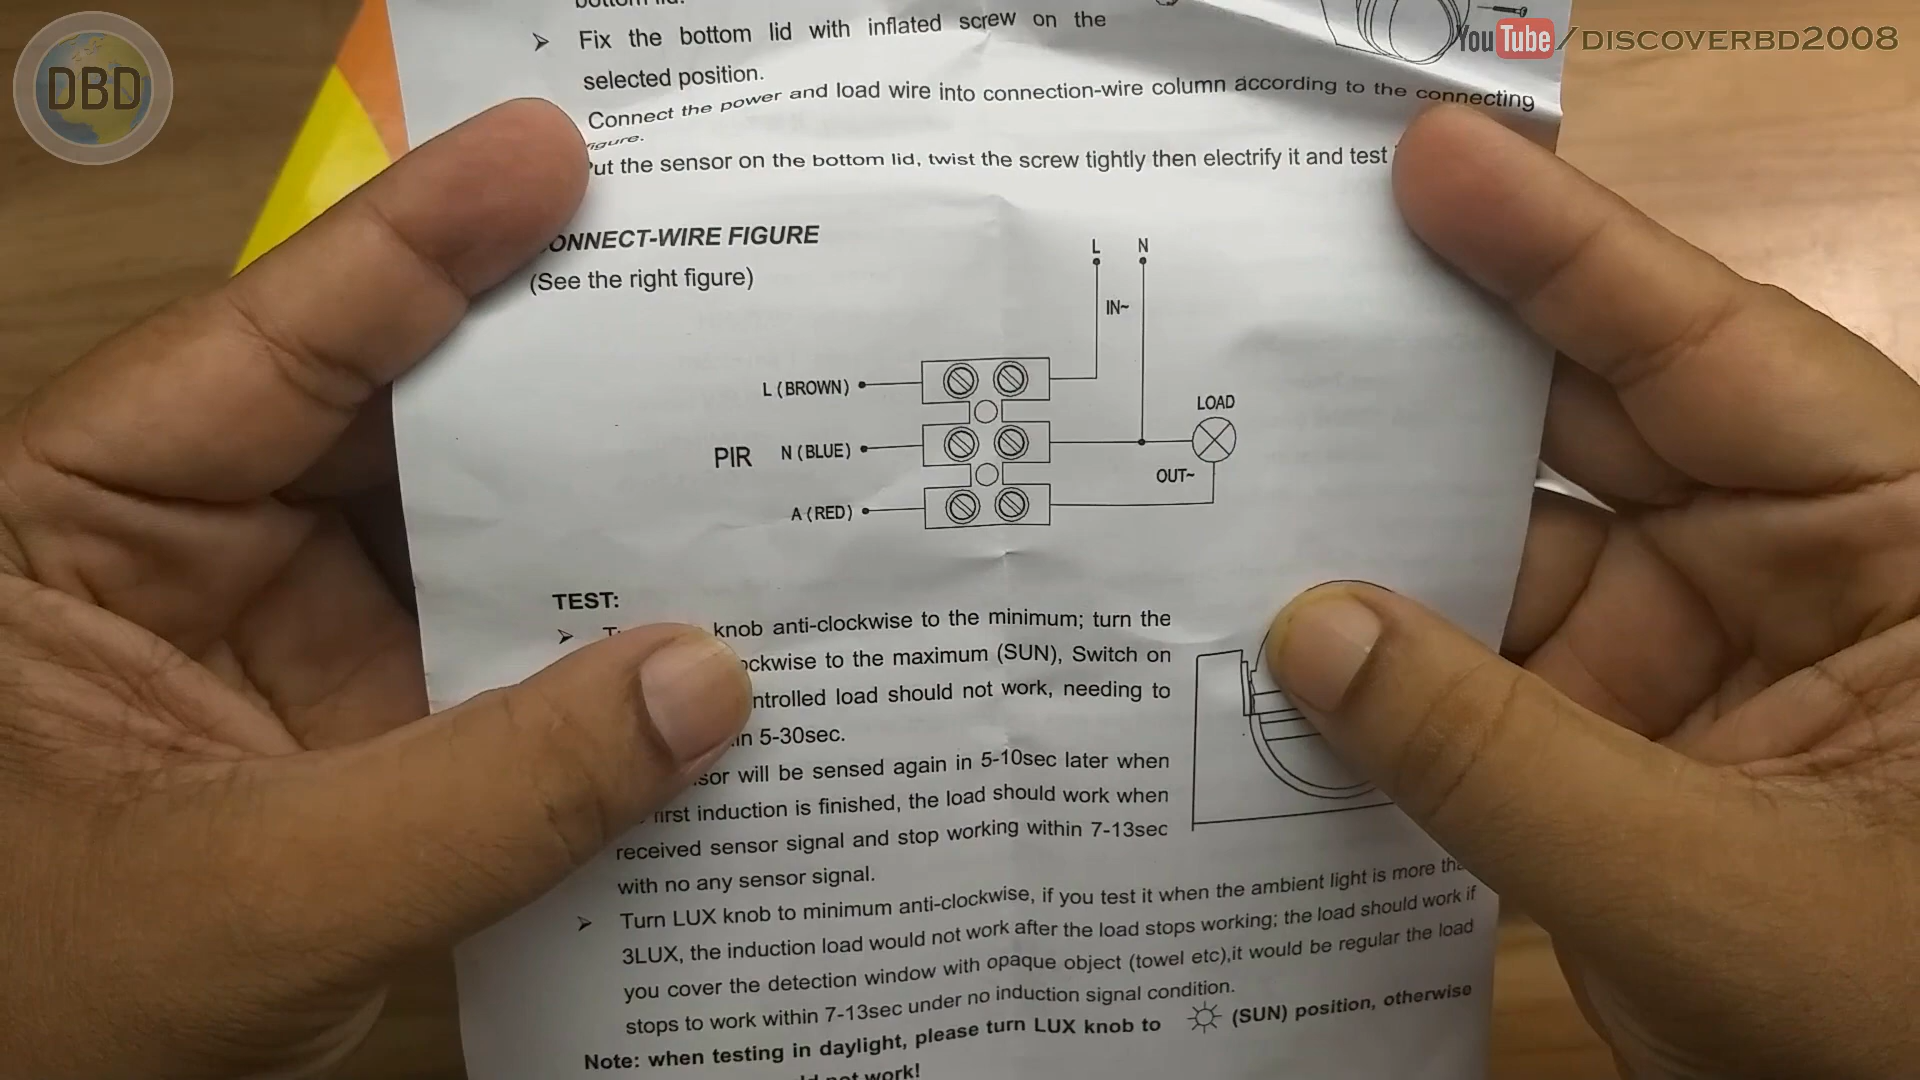 DBD
YouTube/DISCOVERBD2008
bottom lid.
➢ Fix the bottom lid with inflated screw on the
selected position.
Connect the power and load wire into connection-wire column according to the connecting
figure.
Put the sensor on the bottom lid, twist the screw tightly then electrify it and test
CONNECT-WIRE FIGURE
(See the right figure)
L N
IN~
L (BROWN)
LOAD
PIR N (BLUE)
OUT~
A (RED)
TEST:
➢ knob anti-clockwise to the minimum; turn the
ockwise to the maximum (SUN), Switch on
ntrolled load should not work, needing to
in 5-30sec.
sor will be sensed again in 5-10sec later when
first induction is finished, the load should work when
received sensor signal and stop working within 7-13sec
with no any sensor signal.
➢ Turn LUX knob to minimum anti-clockwise, if you test it when the ambient light is more tha
3LUX, the induction load would not work after the load stops working; the load should work if
you cover the detection window with opaque object (towel etc),it would be regular the load
stops to work within 7-13sec under no induction signal condition.
Note: when testing in daylight, please turn LUX knob to ☼ (SUN) position, otherwise
not work!